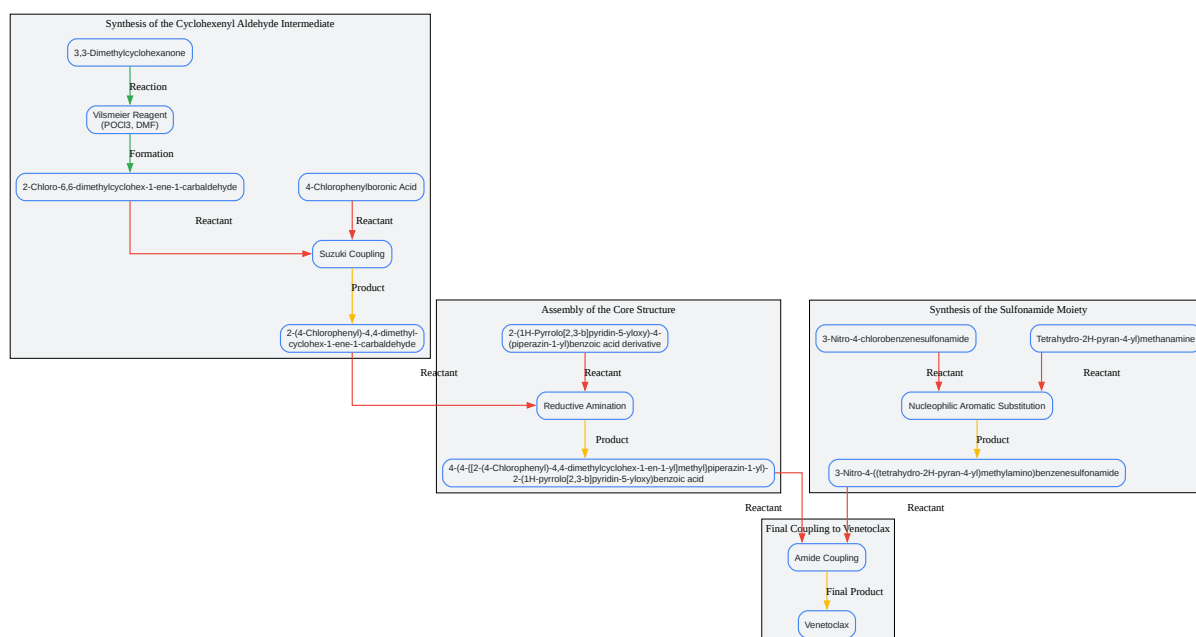 Synthesis of the Cyclohexenyl Aldehyde Intermediate
3,3-Dimethylcyclohexanone
Reaction
Vilsmeier Reagent
(POCl3, DMF)
Formation
2-Chloro-6,6-dimethylcyclohex-1-ene-1-carbaldehyde
4-Chlorophenylboronic Acid
Reactant
Reactant
Suzuki Coupling
Product
2-(4-Chlorophenyl)-4,4-dimethyl-
cyclohex-1-ene-1-carbaldehyde
Assembly of the Core Structure
2-(1H-Pyrrolo[2,3-b]pyridin-5-yloxy)-4-
(piperazin-1-yl)benzoic acid derivative
Reactant
Reactant
Reductive Amination
Product
4-(4-{[2-(4-Chlorophenyl)-4,4-dimethylcyclohex-1-en-1-yl]methyl}piperazin-1-yl)-
2-(1H-pyrrolo[2,3-b]pyridin-5-yloxy)benzoic acid
Synthesis of the Sulfonamide Moiety
3-Nitro-4-chlorobenzenesulfonamide
Tetrahydro-2H-pyran-4-yl)methanamine
Reactant
Reactant
Nucleophilic Aromatic Substitution
Product
3-Nitro-4-((tetrahydro-2H-pyran-4-yl)methylamino)benzenesulfonamide
Reactant
Reactant
Final Coupling to Venetoclax
Amide Coupling
Final Product
Venetoclax